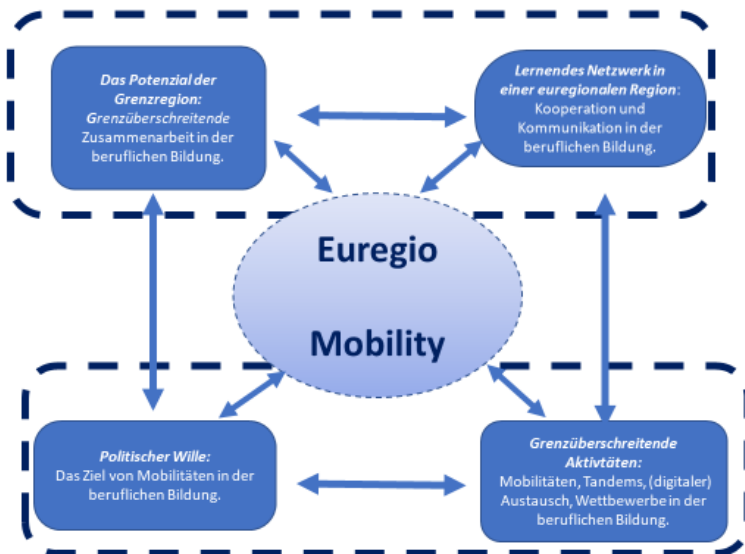 Das Potenzial der
Grenzregion:
Grenzüberschreitende
Zusammenarbeit in der
beruflichen Bildung.
Lernendes Netzwerk in
einer euregionalen Region:
Kooperation und
Kommunikation in der
beruflichen Bildung.
Euregio
Mobility
Politischer Wille:
Das Ziel von Mobilitäten in der
beruflichen Bildung.
Grenzüberschreitende
Aktivtäten:
Mobilitäten, Tandems, (digitaler)
Austausch, Wettbewerbe in der
beruflichen Bildung.